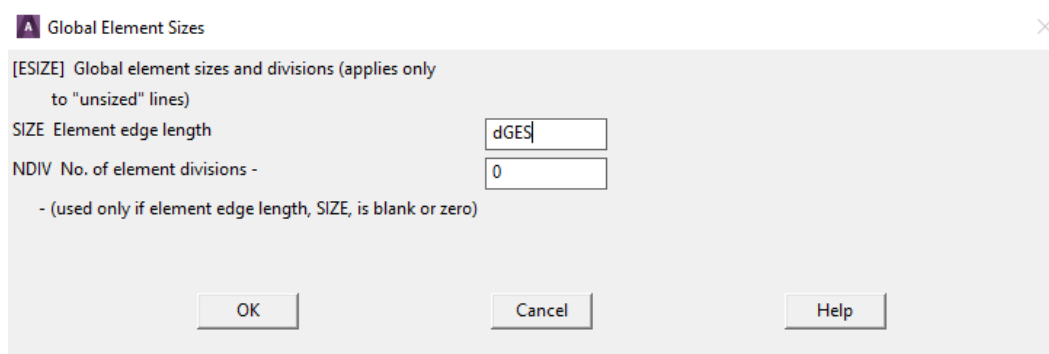 A Global Element Sizes
[ESIZE] Global element sizes and divisions (applies only
to "unsized" lines)
SIZE Element edge length dGES
NDIV No. of element divisions - 0
- (used only if element edge length, SIZE, is blank or zero)
OK Cancel Help